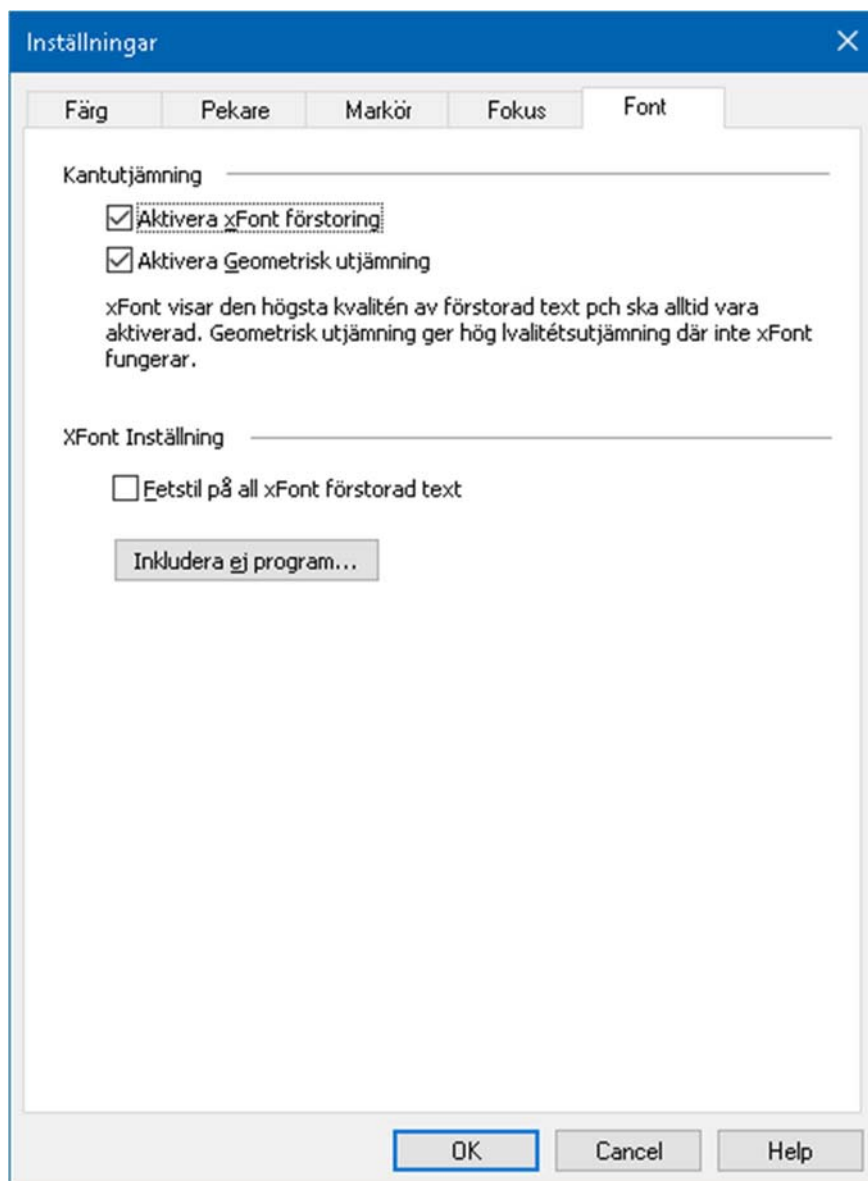 Inställningar
Färg Pekare Markör Fokus Font
Kantutjämning
Aktivera xFont förstoring
Aktivera Geometrisk utjämning
xFont visar den högsta kvalitén av förstorad text pch ska alltid vara
aktiverad. Geometrisk utjämning ger hög lvalitétsutjämning där inte xFont
fungerar.
XFont Inställning
Fetstil på all xFont förstorad text
Inkludera ej program...
OK Cancel Help